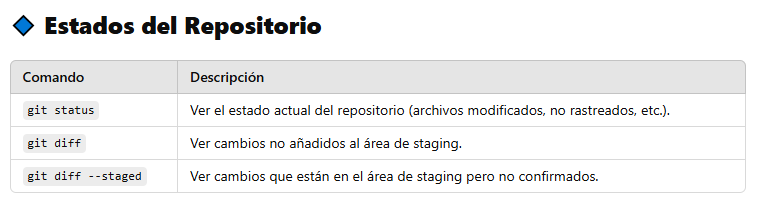 Estados del Repositorio
Comando Descripción
git status Ver el estado actual del repositorio (archivos modificados, no rastreados, etc.).
git diff Ver cambios no añadidos al área de staging.
git diff --staged Ver cambios que están en el área de staging pero no confirmados.